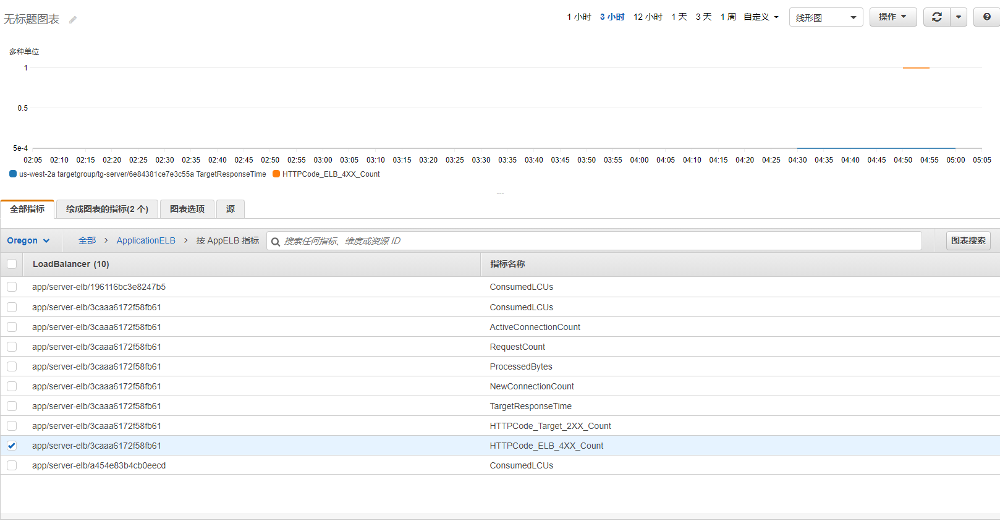 无标题图表
1 小时 3 小时 12 小时 1 天 3 天 1 周 自定义 线形图 操作
多种单位
1
0.5
5e-4
02:05 02:10 02:15 02:20 02:25 02:30 02:35 02:40 02:45 02:50 02:55 03:00 03:05 03:10 03:15 03:20 03:25 03:30 03:35 03:40 03:45 03:50 03:55 04:00 04:05 04:10 04:15 04:20 04:25 04:30 04:35 04:40 04:45 04:50 04:55 05:00 05:05
us-west-2a targetgroup/tg-server/6e84381ce7e3c55a TargetResponseTime HTTPCode_ELB_4XX_Count
全部指标 绘成图表的指标(2 个) 图表选项 源
Oregon 全部 > ApplicationELB > 按 AppELB 指标 搜索任何指标、维度或资源 ID 图表搜索
LoadBalancer (10) 指标名称
app/server-elb/196116bc3e8247b5 ConsumedLCUs
app/server-elb/3caaa6172f58fb61 ConsumedLCUs
app/server-elb/3caaa6172f58fb61 ActiveConnectionCount
app/server-elb/3caaa6172f58fb61 RequestCount
app/server-elb/3caaa6172f58fb61 ProcessedBytes
app/server-elb/3caaa6172f58fb61 NewConnectionCount
app/server-elb/3caaa6172f58fb61 TargetResponseTime
app/server-elb/3caaa6172f58fb61 HTTPCode_Target_2XX_Count
app/server-elb/3caaa6172f58fb61 HTTPCode_ELB_4XX_Count
app/server-elb/a454e83b4cb0eecd ConsumedLCUs